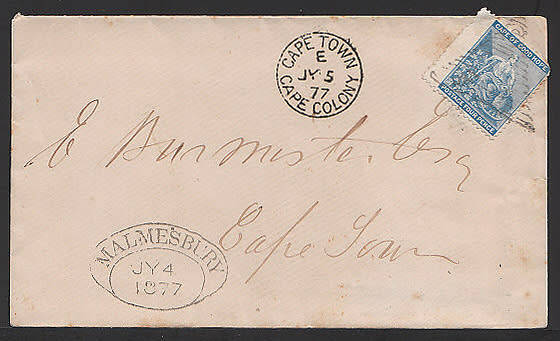 CAPE TOWN
E
JY 5
77
CAPE COLONY
CAPE OF GOOD HOPE
POSTAGE FOUR PENCE
E Burmister Esq
Cape Town
MALMESBURY
JY 4
1877